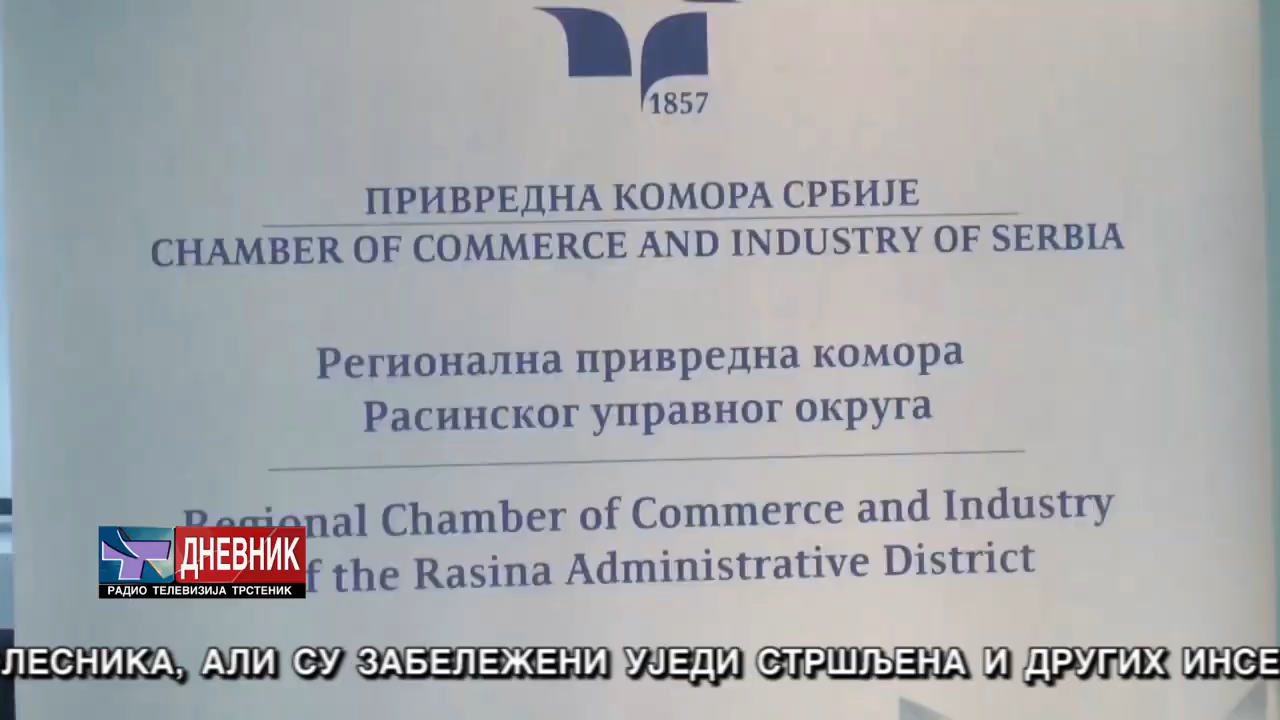 1857
ПРИВРЕДНА КОМОРА СРБИЈЕ
CHAMBER OF COMMERCE AND INDUSTRY OF SERBIA
Регионална привредна комора
Расинског управног округа
Regional Chamber of Commerce and Industry
of the Rasina Administrative District
ДНЕВНИК
РАДИО ТЕЛЕВИЗИЈА ТРСТЕНИК
ЛЕСНИКА, АЛИ СУ ЗАБЕЛЕЖЕНИ УЈЕДИ СТРШЉЕНА И ДРУГИХ ИНСЕ